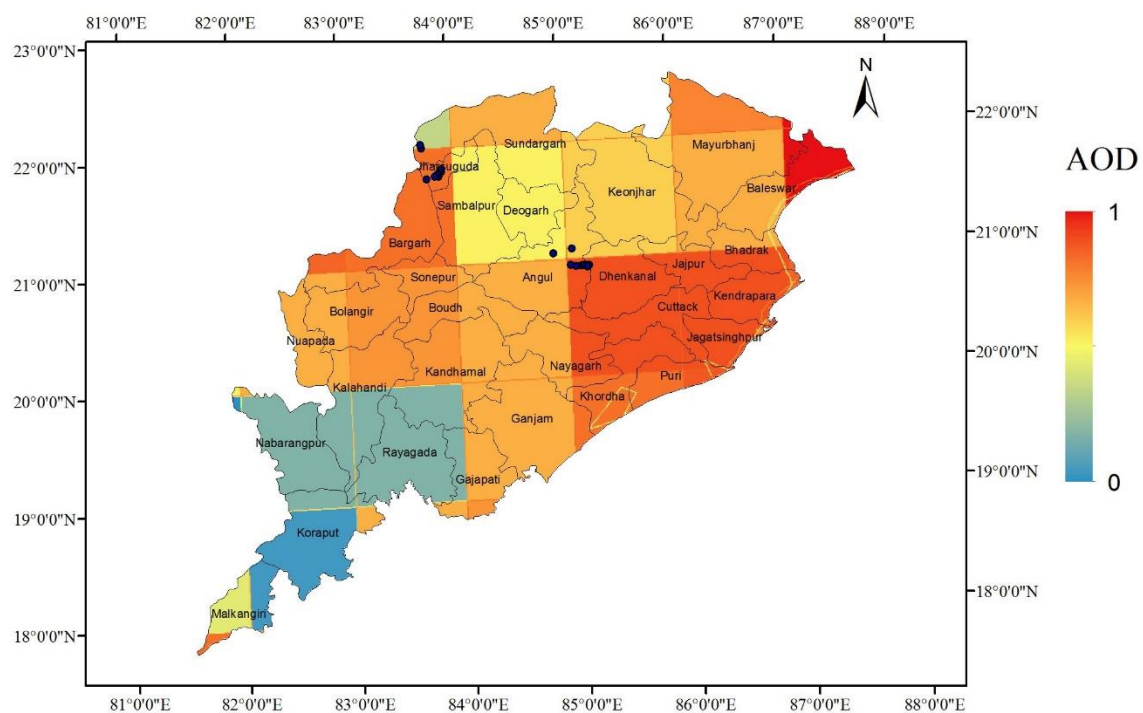 81°0'0"E 82°0'0"E 83°0'0"E 84°0'0"E 85°0'0"E 86°0'0"E 87°0'0"E 88°0'0"E
23°0'0"N
N
22°0'0"N
Sundargarh
Mayurbhanj
22°0'0"N
Jharsuguda
AOD
Baleswar
Keonjhar
Sambalpur
Deogarh
1
Bargarh
Bhadrak
21°0'0"N
Jajpur
Sonepur
Angul
Dhenkanal
21°0'0"N
Kendrapara
Bolangir
Boudh
Cuttack
Jagatsinghpur
Nuapada
20°0'0"N
Nayagarh
Kandhamal
Puri
Kalahandi
Khordha
20°0'0"N
Ganjam
Nabarangpur
Rayagada
19°0'0"N
Gajapati
0
19°0'0"N
Koraput
18°0'0"N
Malkangiri
18°0'0"N
81°0'0"E 82°0'0"E 83°0'0"E 84°0'0"E 85°0'0"E 86°0'0"E 87°0'0"E 88°0'0"E